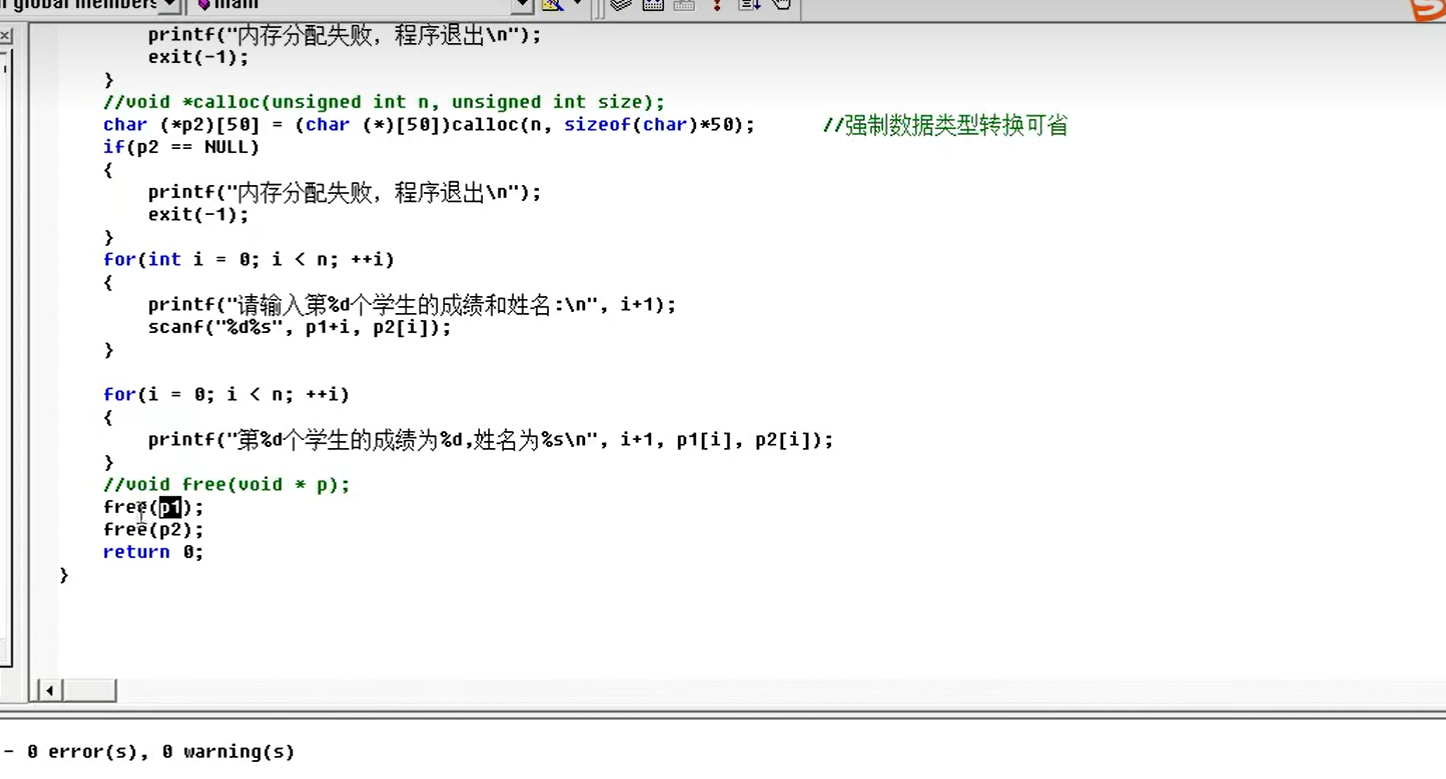 global members main
printf("内存分配失败，程序退出\n");
exit(-1);
}
//void *calloc(unsigned int n, unsigned int size);
char (*p2)[50] = (char (*)[50])calloc(n, sizeof(char)*50); //强制数据类型转换可省
if(p2 == NULL)
{
printf("内存分配失败，程序退出\n");
exit(-1);
}
for(int i = 0; i < n; ++i)
{
printf("请输入第%d个学生的成绩和姓名:\n", i+1);
scanf("%d%s", p1+i, p2[i]);
}
for(i = 0; i < n; ++i)
{
printf("第%d个学生的成绩为%d,姓名为%s\n", i+1, p1[i], p2[i]);
}
//void free(void * p);
free(p1);
free(p2);
return 0;
}
- 0 error(s), 0 warning(s)